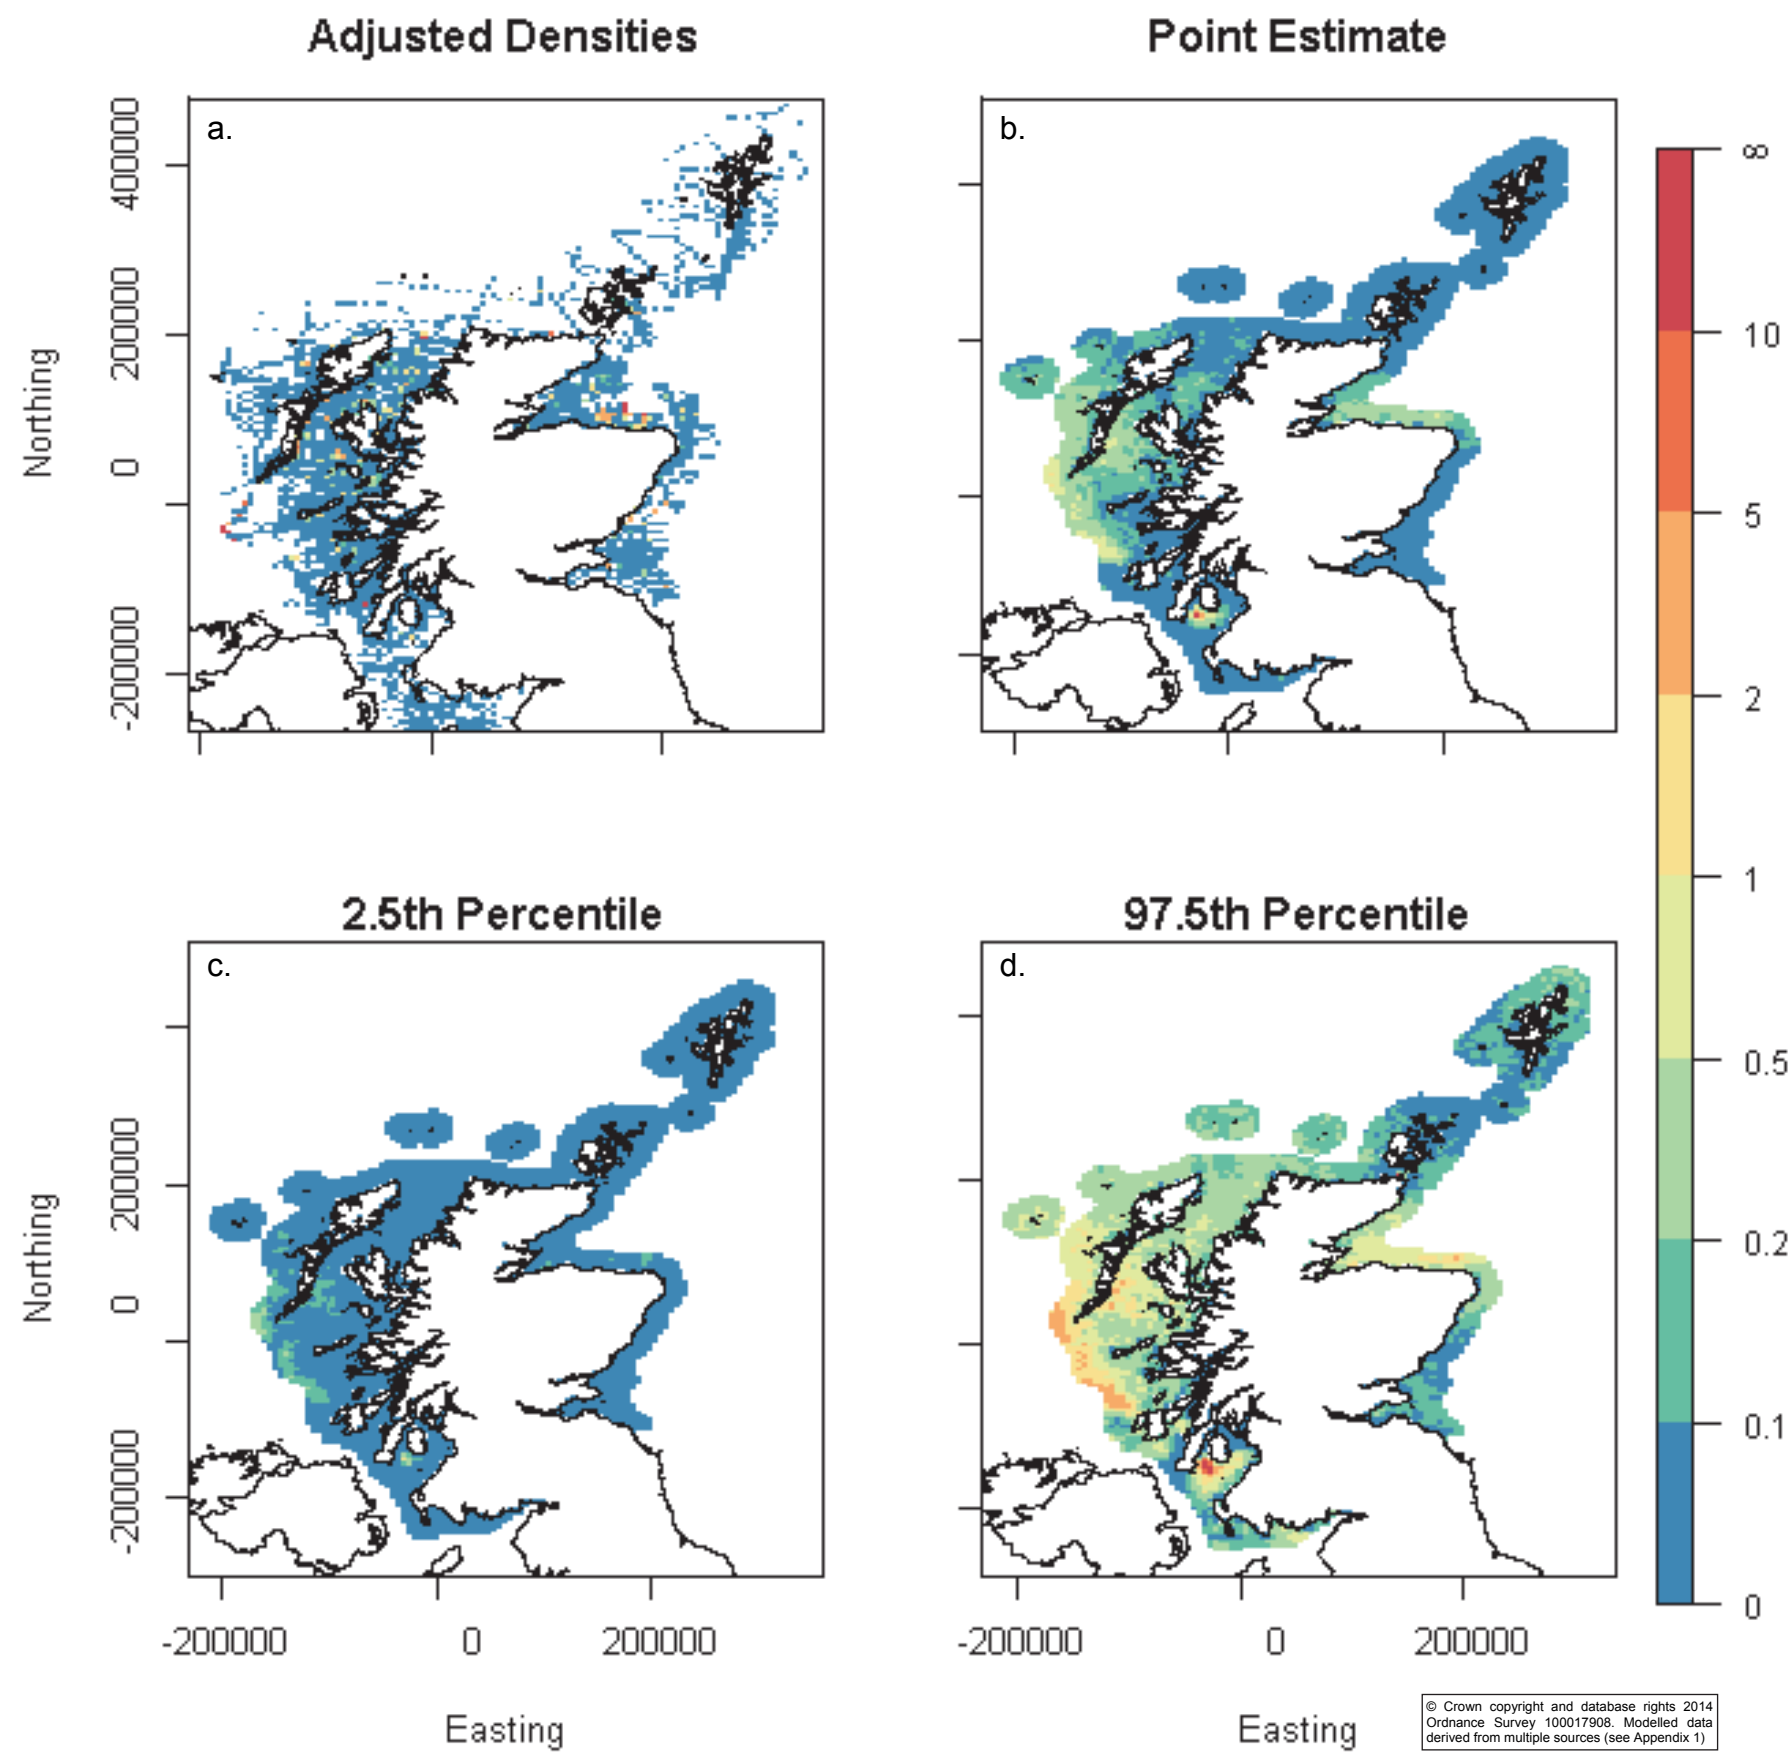 Adjusted Densities
Point Estimate
a.
b.
400000
200000
0
-200000
Northing
∞
10
5
2
1
0.5
0.2
0.1
0
2.5th Percentile
97.5th Percentile
c.
d.
200000
0
-200000
Northing
-200000 0 200000
-200000 0 200000
Easting
Easting
© Crown copyright and database rights 2014
Ordnance Survey 100017908. Modelled data
derived from multiple sources (see Appendix 1)